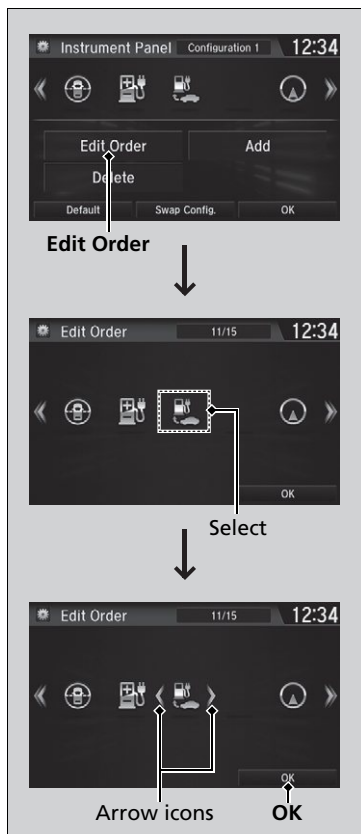 Instrument Panel Configuration 1 12:34
Edit Order Add
Delete
Default Swap Config. OK
Edit Order
Edit Order 11/15 12:34
OK
Select
Edit Order 11/15 12:34
OK
Arrow icons OK